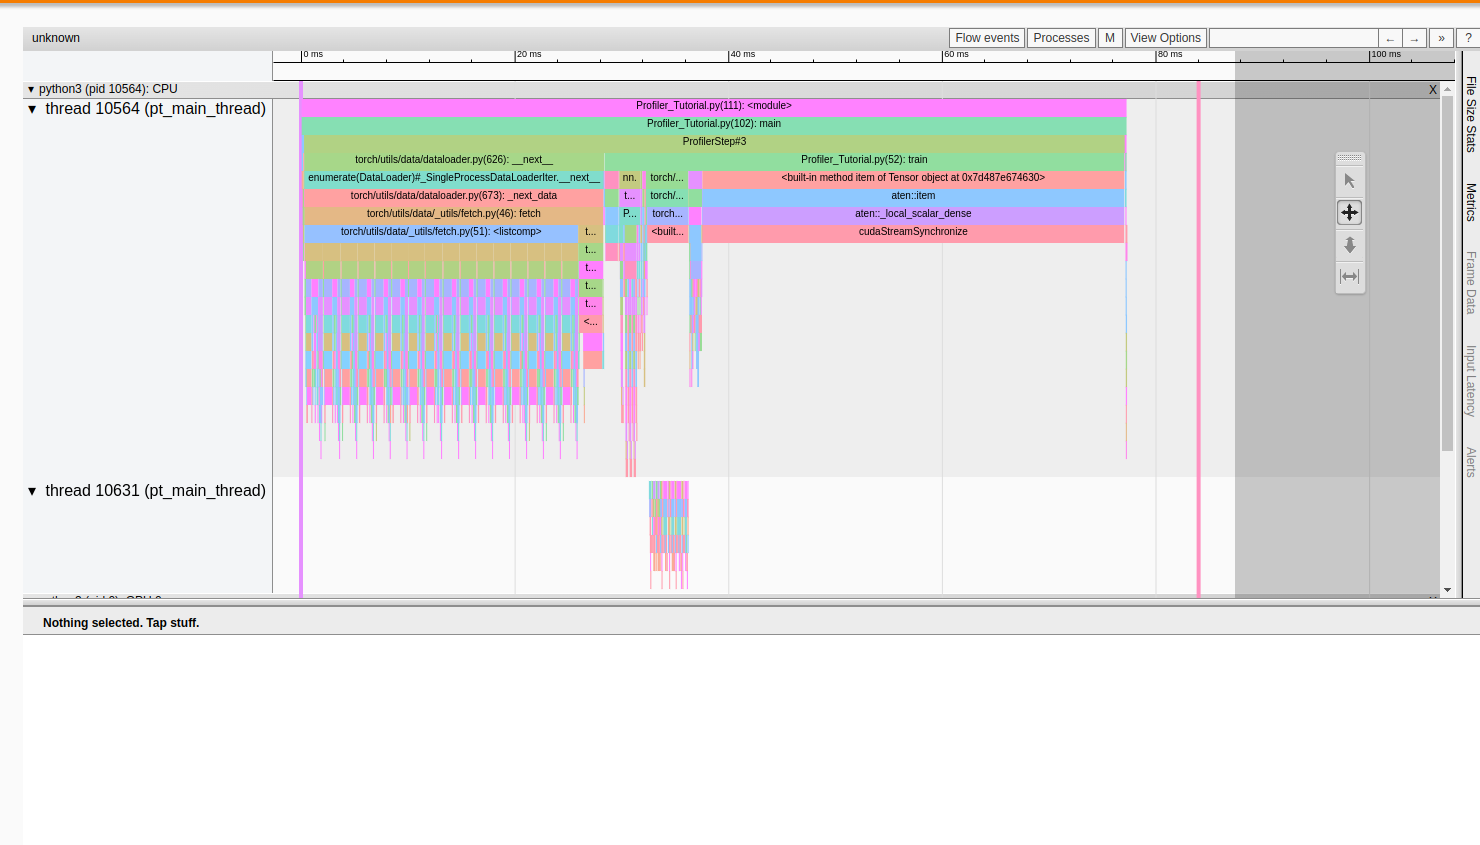 unknown
Flow events Processes M View Options ← → » ?
0 ms 20 ms 40 ms 60 ms 80 ms 100 ms
▼ python3 (pid 10564): CPU X
▼ thread 10564 (pt_main_thread)
Profiler_Tutorial.py(111): <module>
Profiler_Tutorial.py(102): main
ProfilerStep#3
torch/utils/data/dataloader.py(626): __next__ Profiler_Tutorial.py(52): train
enumerate(DataLoader)#_SingleProcessDataLoaderIter.__next__ nn. torch/... <built-in method item of Tensor object at 0x7d487e674630>
torch/utils/data/dataloader.py(673): _next_data t... torch/... aten::item
torch/utils/data/_utils/fetch.py(46): fetch P... torch... aten::_local_scalar_dense
torch/utils/data/_utils/fetch.py(51): <listcomp> t... <built... cudaStreamSynchronize
t...
t...
t...
t...
<...
▼ thread 10631 (pt_main_thread)
File Size Stats
Metrics
Frame Data
Input Latency
Alerts
Nothing selected. Tap stuff.